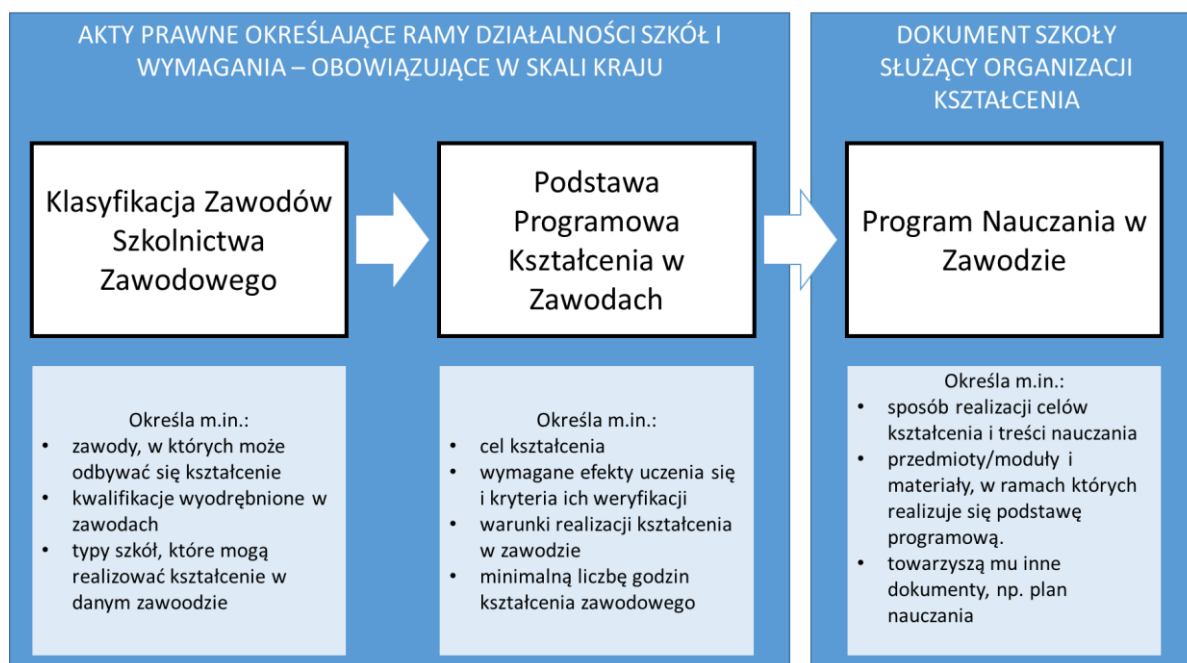 AKTY PRAWNE OKREŚLAJĄCE RAMY DZIAŁALNOŚCI SZKÓŁ I
WYMAGANIA – OBOWIĄZUJĄCE W SKALI KRAJU
Klasyfikacja Zawodów
Szkolnictwa
Zawodowego
Podstawa
Programowa
Kształcenia w
Zawodach
Określa m.in.:
• zawody, w których może
odbywać się kształcenie
• kwalifikacje wyodrębnione w
zawodach
• typy szkół, które mogą
realizować kształcenie w
danym zawoodzie
Określa m.in.:
• cel kształcenia
• wymagane efekty uczenia się
i kryteria ich weryfikacji
• warunki realizacji kształcenia
w zawodzie
• minimalną liczbę godzin
kształcenia zawodowego
DOKUMENT SZKOŁY
SŁUŻĄCY ORGANIZACJI
KSZTAŁCENIA
Program Nauczania w
Zawodzie
Określa m.in.:
• sposób realizacji celów
kształcenia i treści nauczania
• przedmioty/moduły i
materiały, w ramach których
realizuje się podstawę
programową.
• towarzyszą mu inne
dokumenty, np. plan
nauczania